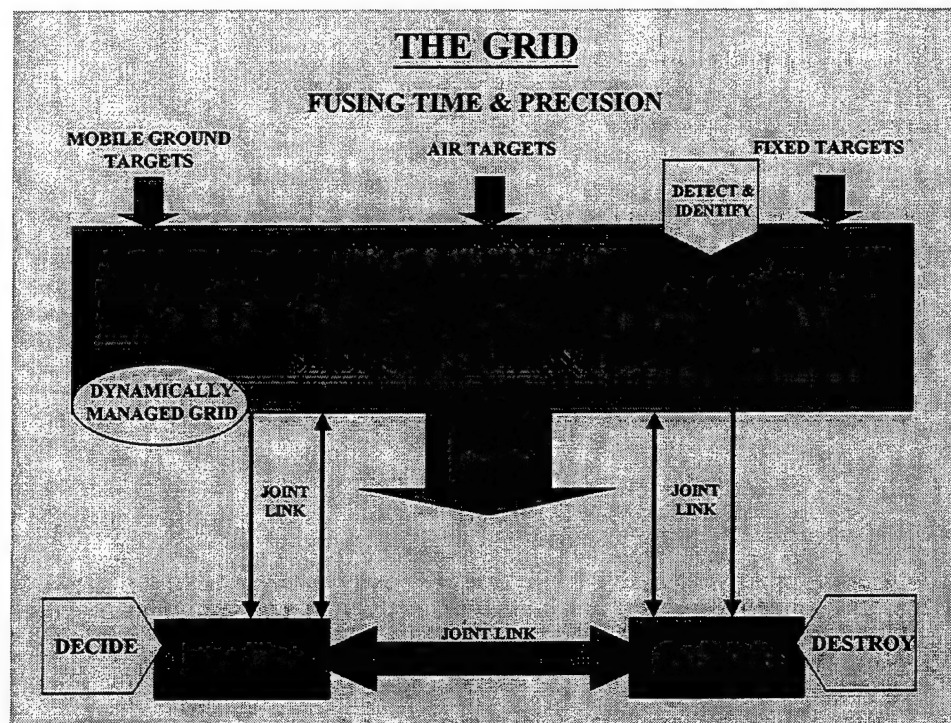 THE GRID
FUSING TIME & PRECISION
MOBILE GROUND
TARGETS
AIR TARGETS
FIXED TARGETS
DETECT &
IDENTIFY
DYNAMICALLY
MANAGED GRID
JOINT
LINK
JOINT
LINK
DECIDE
JOINT LINK
DESTROY